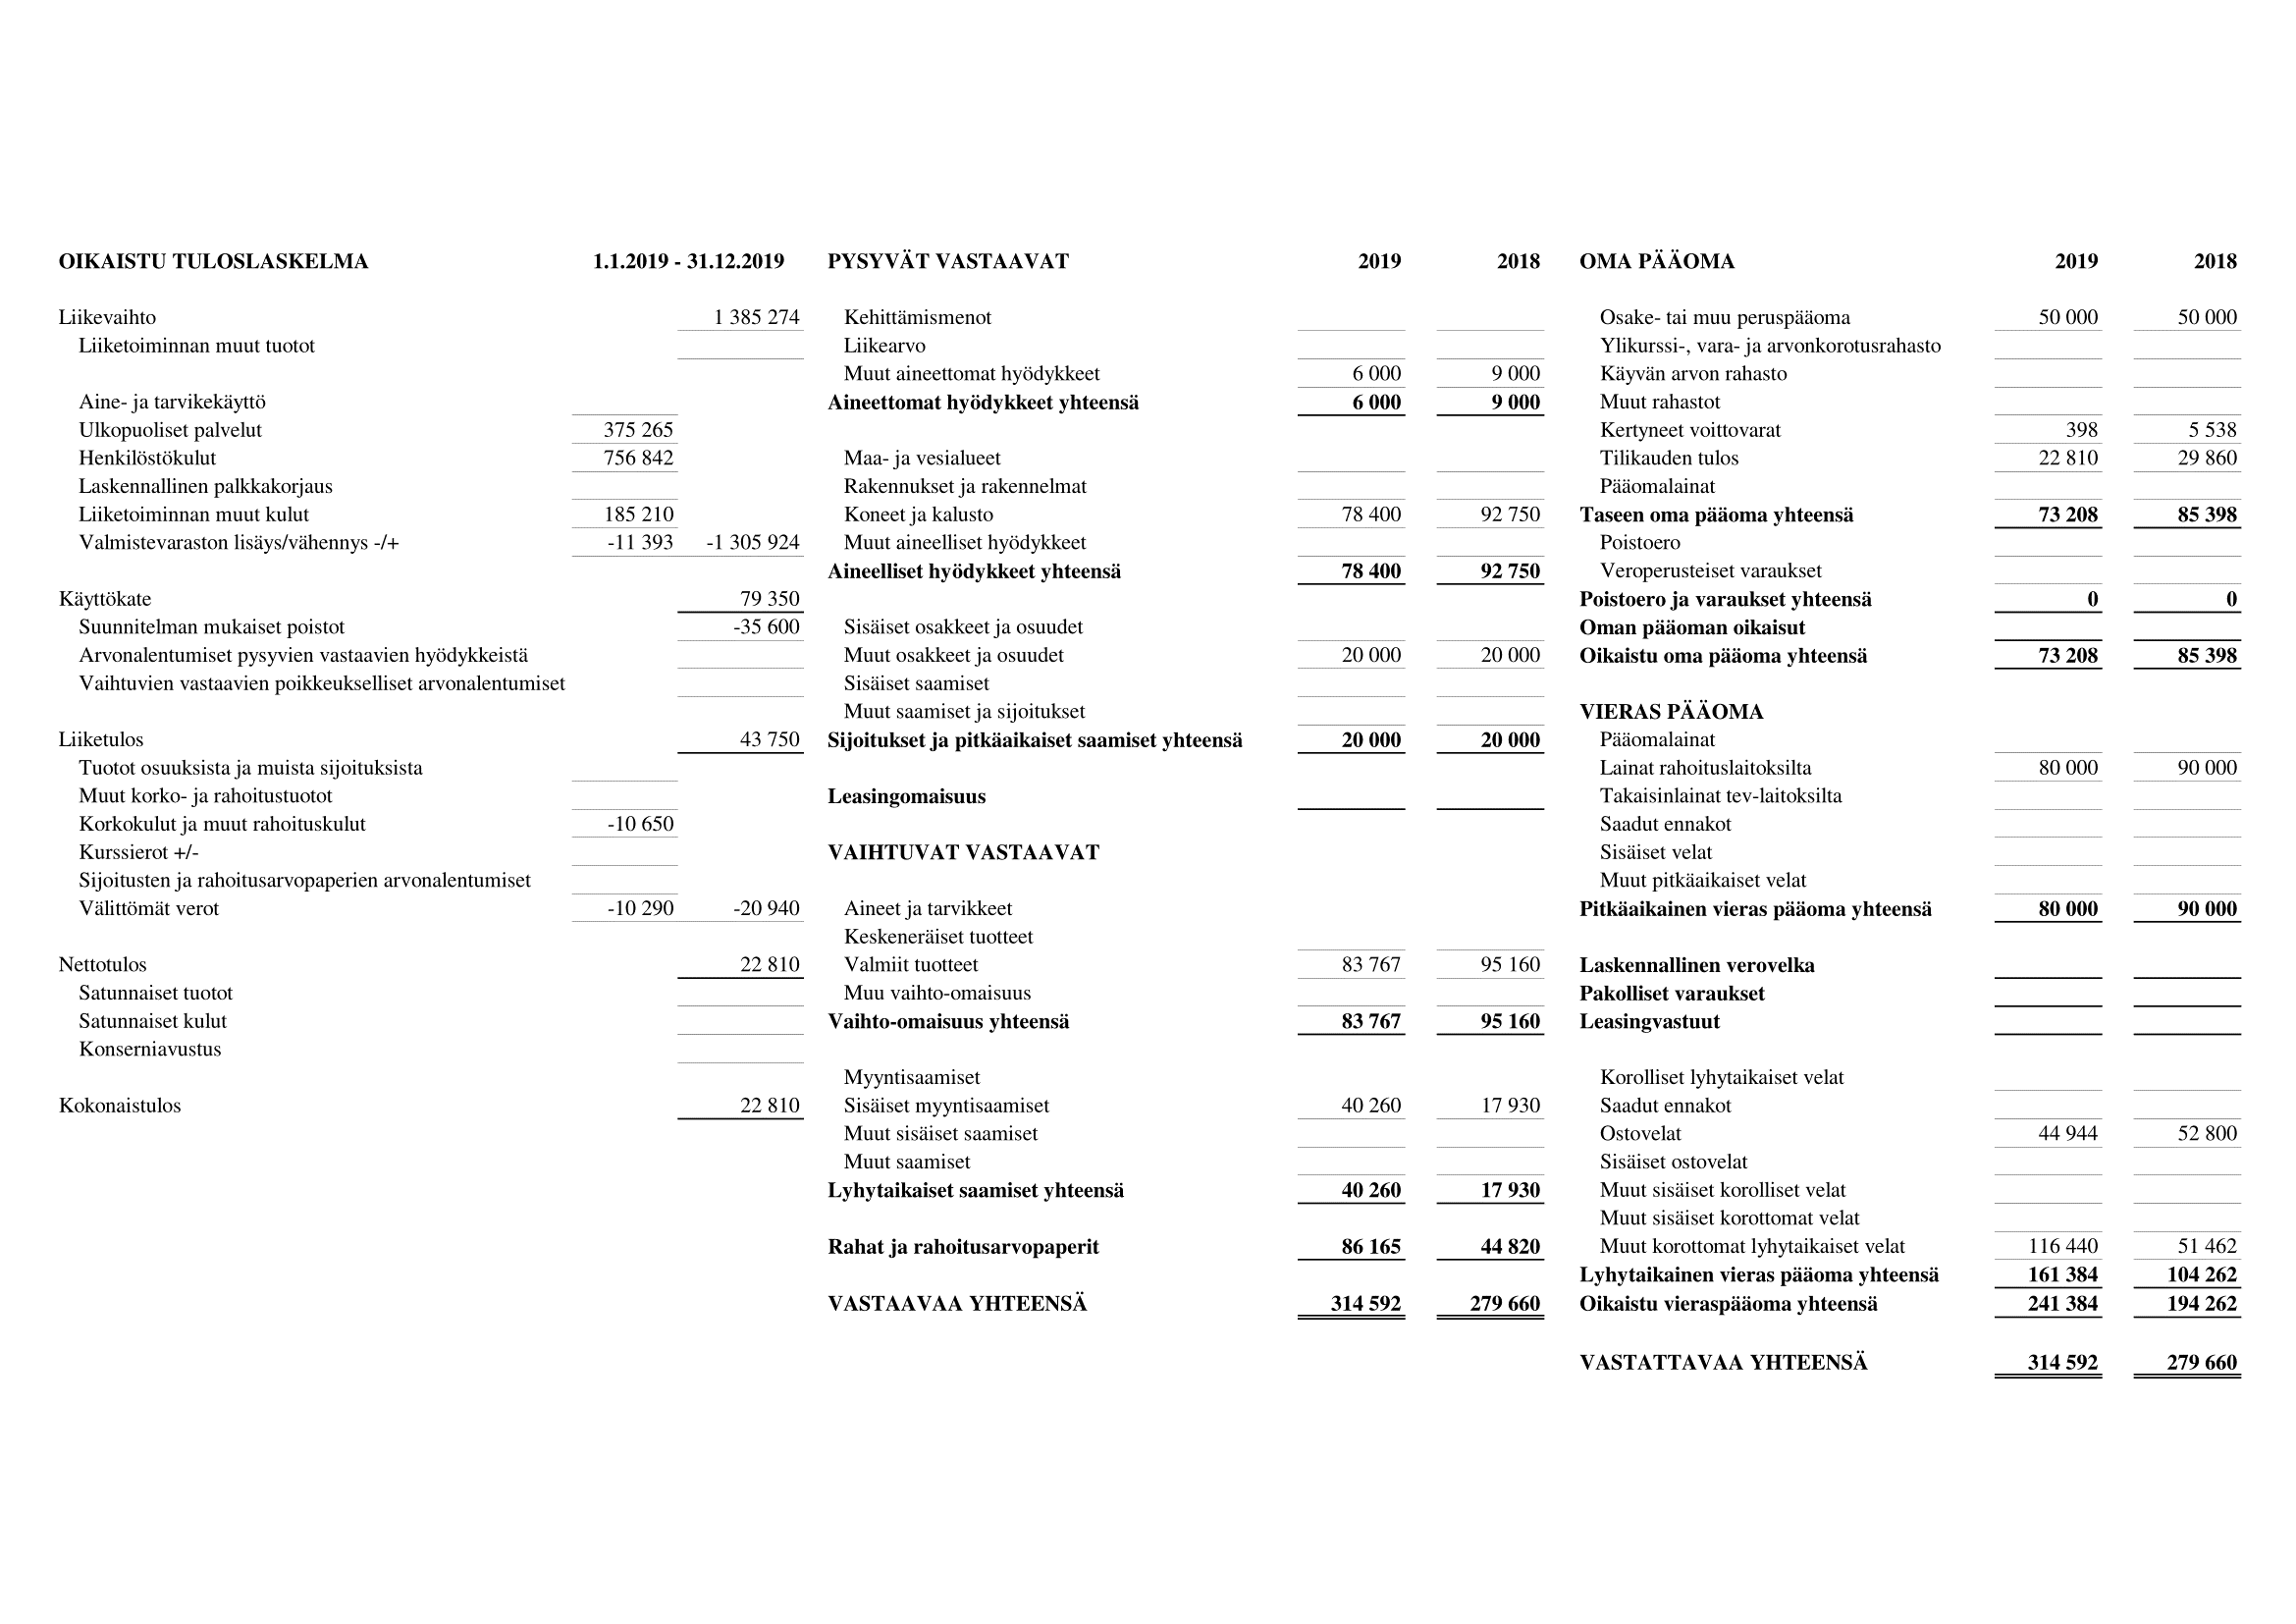 OIKAISTU TULOSLASKELMA 1.1.2019 - 31.12.2019
Liikevaihto 1 385 274
Liiketoiminnan muut tuotot
Aine- ja tarvikekäyttö
Ulkopuoliset palvelut 375 265
Henkilöstökulut 756 842
Laskennallinen palkkakorjaus
Liiketoiminnan muut kulut 185 210
Valmistevaraston lisäys/vähennys -/+ -11 393 -1 305 924
Käyttökate 79 350
Suunnitelman mukaiset poistot -35 600
Arvonalentumiset pysyvien vastaavien hyödykkeistä
Vaihtuvien vastaavien poikkeukselliset arvonalentumiset
Liiketulos 43 750
Tuotot osuuksista ja muista sijoituksista
Muut korko- ja rahoitustuotot
Korkokulut ja muut rahoituskulut -10 650
Kurssierot +/-
Sijoitusten ja rahoitusarvopaperien arvonalentumiset
Välittömät verot -10 290 -20 940
Nettotulos 22 810
Satunnaiset tuotot
Satunnaiset kulut
Konserniavustus
Kokonaistulos 22 810
PYSYVÄT VASTAAVAT 2019 2018
Kehittämismenot
Liikearvo
Muut aineettomat hyödykkeet 6 000 9 000
Aineettomat hyödykkeet yhteensä 6 000 9 000
Maa- ja vesialueet
Rakennukset ja rakennelmat
Koneet ja kalusto 78 400 92 750
Muut aineelliset hyödykkeet
Aineelliset hyödykkeet yhteensä 78 400 92 750
Sisäiset osakkeet ja osuudet
Muut osakkeet ja osuudet 20 000 20 000
Sisäiset saamiset
Muut saamiset ja sijoitukset
Sijoitukset ja pitkäaikaiset saamiset yhteensä 20 000 20 000
Leasingomaisuus
VAIHTUVAT VASTAAVAT
Aineet ja tarvikkeet
Keskeneräiset tuotteet
Valmiit tuotteet 83 767 95 160
Muu vaihto-omaisuus
Vaihto-omaisuus yhteensä 83 767 95 160
Myyntisaamiset
Sisäiset myyntisaamiset 40 260 17 930
Muut sisäiset saamiset
Muut saamiset
Lyhytaikaiset saamiset yhteensä 40 260 17 930
Rahat ja rahoitusarvopaperit 86 165 44 820
VASTAAVAA YHTEENSÄ 314 592 279 660
OMA PÄÄOMA 2019 2018
Osake- tai muu peruspääoma 50 000 50 000
Ylikurssi-, vara- ja arvonkorotusrahasto
Käyvän arvon rahasto
Muut rahastot
Kertyneet voittovarat 398 5 538
Tilikauden tulos 22 810 29 860
Pääomalainat
Taseen oma pääoma yhteensä 73 208 85 398
Poistoero
Veroperusteiset varaukset
Poistoero ja varaukset yhteensä 0 0
Oman pääoman oikaisut
Oikaistu oma pääoma yhteensä 73 208 85 398
VIERAS PÄÄOMA
Pääomalainat
Lainat rahoituslaitoksilta 80 000 90 000
Takaisinlainat tev-laitoksilta
Saadut ennakot
Sisäiset velat
Muut pitkäaikaiset velat
Pitkäaikainen vieras pääoma yhteensä 80 000 90 000
Laskennallinen verovelka
Pakolliset varaukset
Leasingvastuut
Korolliset lyhytaikaiset velat
Saadut ennakot
Ostovelat 44 944 52 800
Sisäiset ostovelat
Muut sisäiset korolliset velat
Muut sisäiset korottomat velat
Muut korottomat lyhytaikaiset velat 116 440 51 462
Lyhytaikainen vieras pääoma yhteensä 161 384 104 262
Oikaistu vieraspääoma yhteensä 241 384 194 262
VASTATTAVAA YHTEENSÄ 314 592 279 660